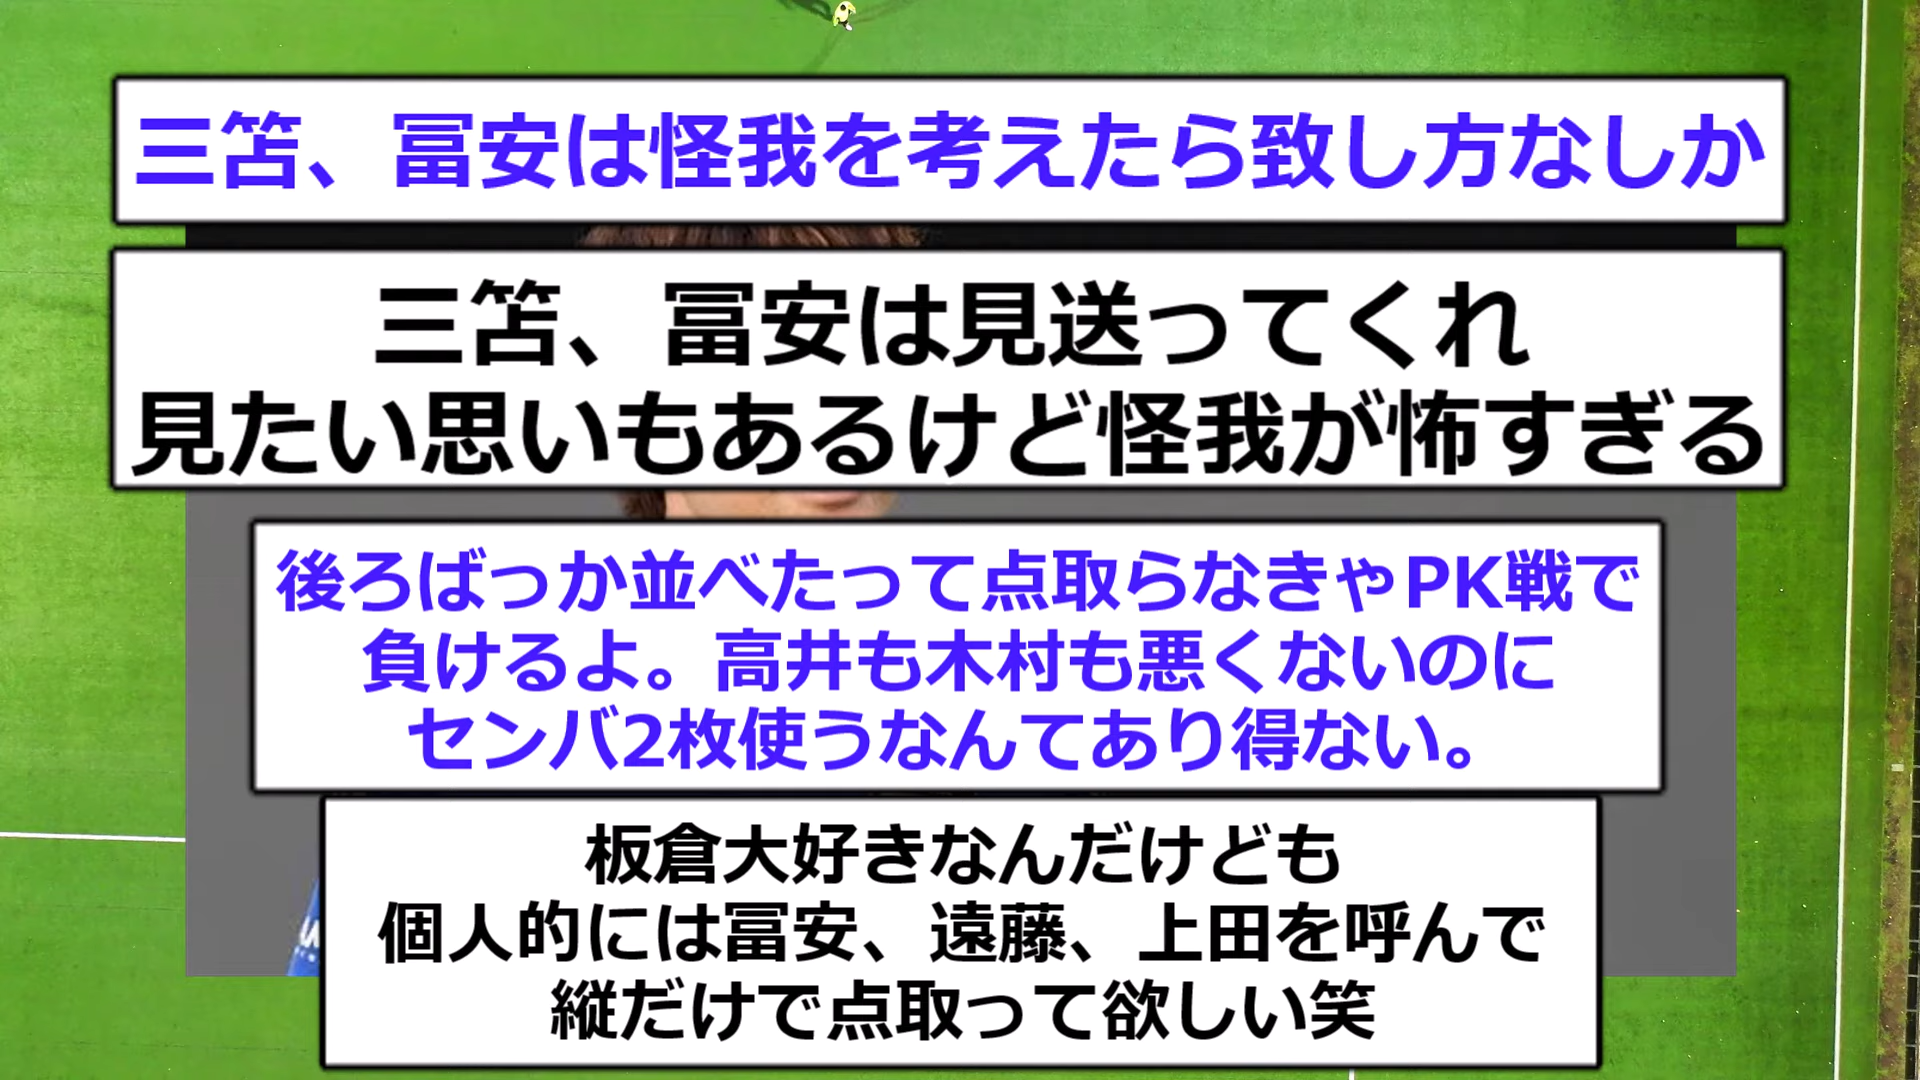 三笘、冨安は怪我を考えたら致し方なしか
三笘、冨安は見送ってくれ
見たい思いもあるけど怪我が怖すぎる
後ろばっか並べたって点取らなきゃPK戦で
負けるよ。高井も木村も悪くないのに
センバ2枚使うなんてあり得ない。
板倉大好きなんだけども
個人的には冨安、遠藤、上田を呼んで
縦だけで点取って欲しい笑